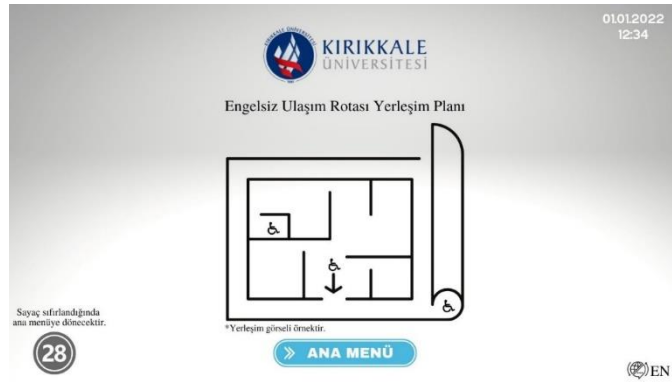 01.01.2022
12:34
KIRIKKALE
ÜNİVERSİTESİ
Engelsiz Ulaşım Rotası Yerleşim Planı
*Yerleşim görseli örnektir.
Sayaç sıfırlandığında
ana menüye dönecektir.
28
ANA MENÜ
EN